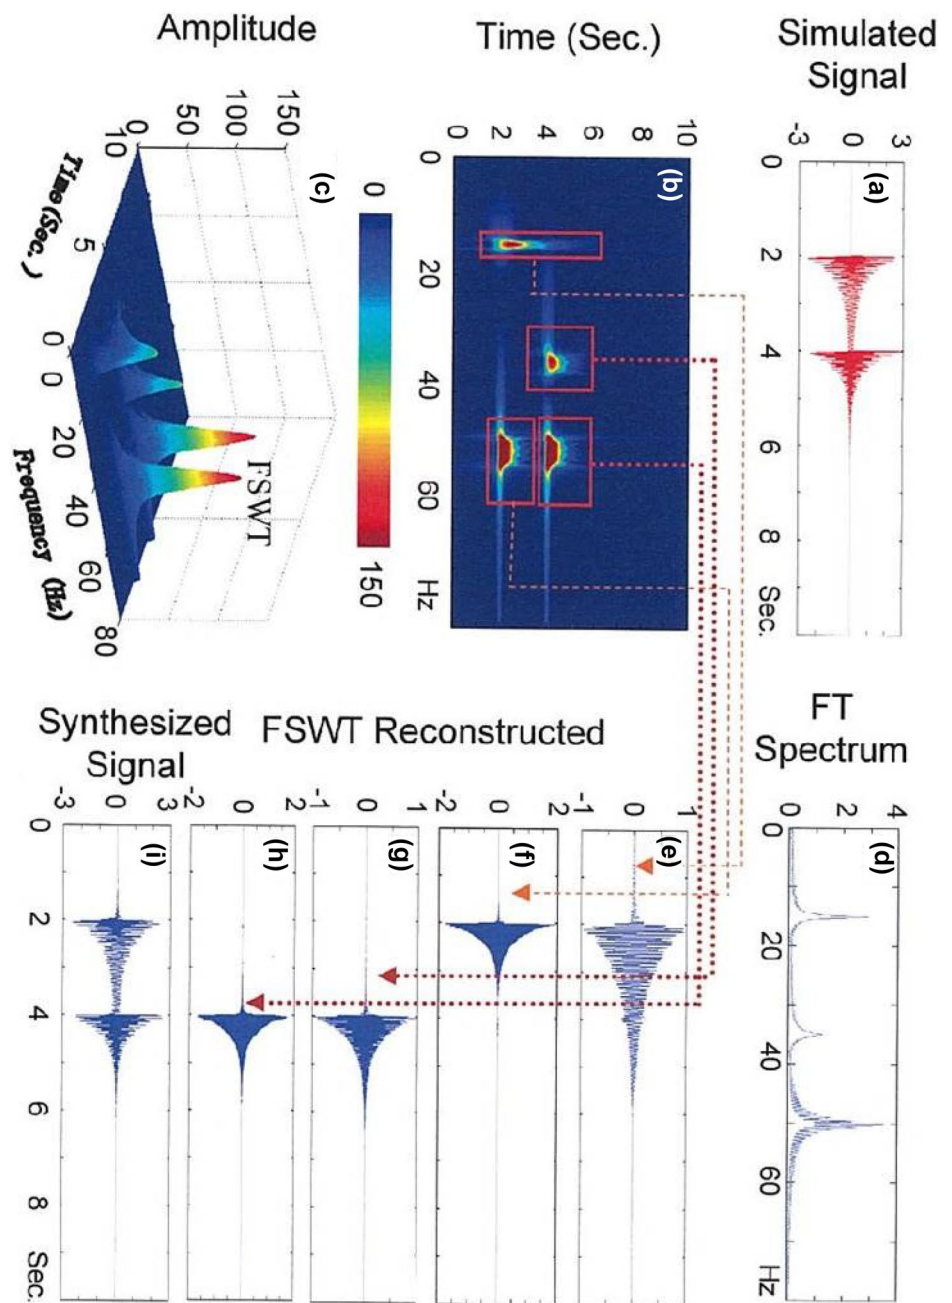 Simulated
Signal
3
0
-3
(a)
0
2
4
6
8
Sec.
Time (Sec.)
10
8
6
4
2
0
(b)
0
20
40
60
Hz
0
150
Amplitude
150
100
50
0
(c)
FSWT
10
5
0
Time(Sec.)
0
20
40
60
80
Frequency (Hz)
FT
Spectrum
4
2
0
(d)
0
20
40
60
Hz
FSWT Reconstructed
1
0
-1
(e)
2
0
-2
(f)
1
0
-1
(g)
2
0
-2
(h)
Synthesized
Signal
3
0
-3
(i)
0
2
4
6
8
Sec.